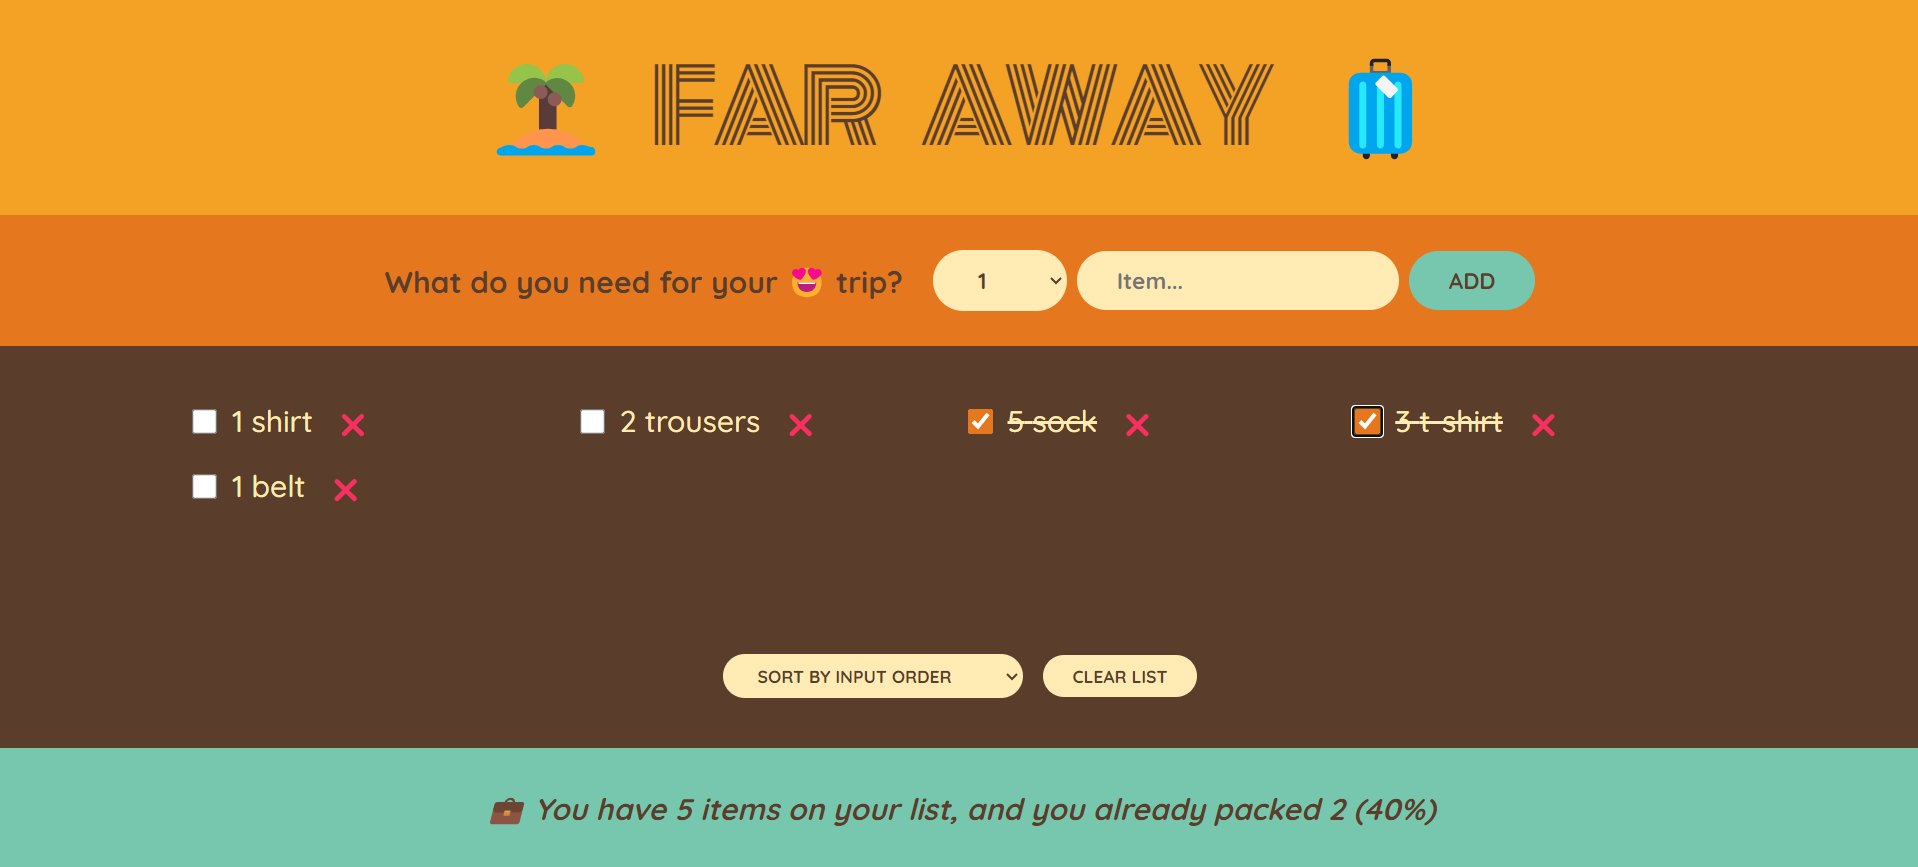 FAR AWAY
What do you need for your 😍 trip? 1 Item... ADD
1 shirt ❌ 2 trousers ❌ 5 sock ❌ 3 t-shirt ❌
1 belt ❌
SORT BY INPUT ORDER CLEAR LIST
You have 5 items on your list, and you already packed 2 (40%)